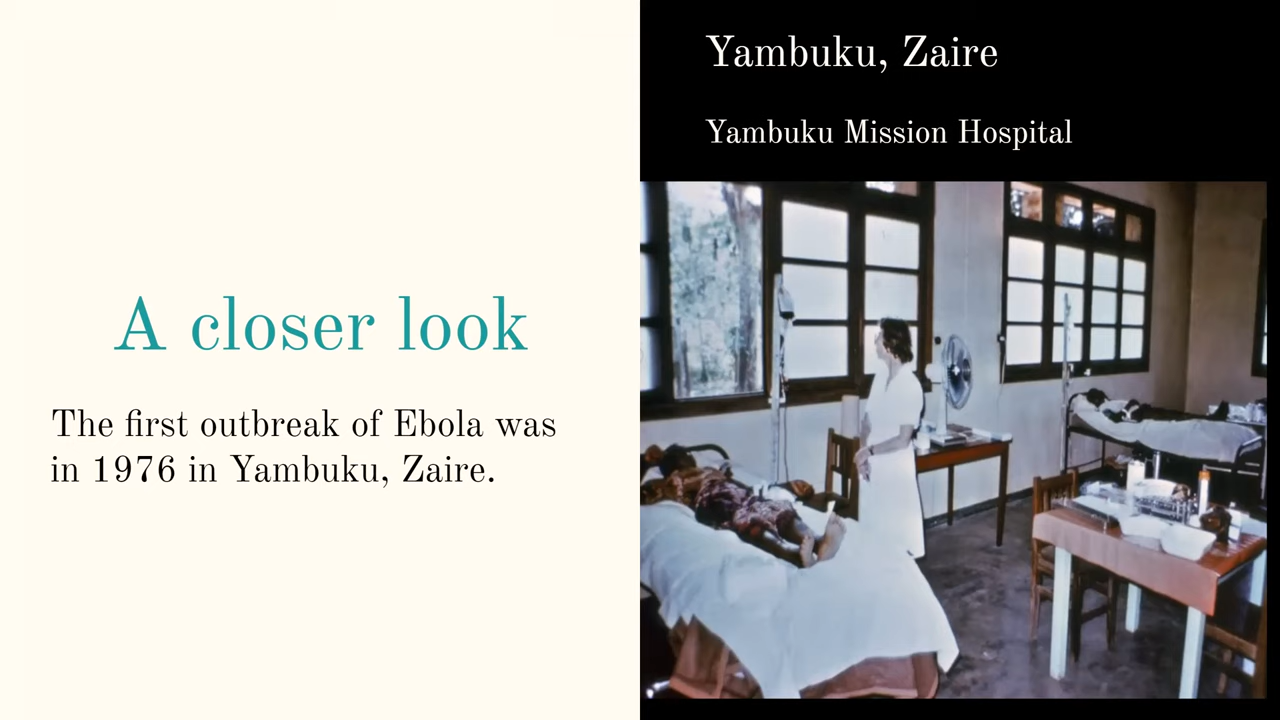 A closer look
The first outbreak of Ebola was
in 1976 in Yambuku, Zaire.
Yambuku, Zaire
Yambuku Mission Hospital